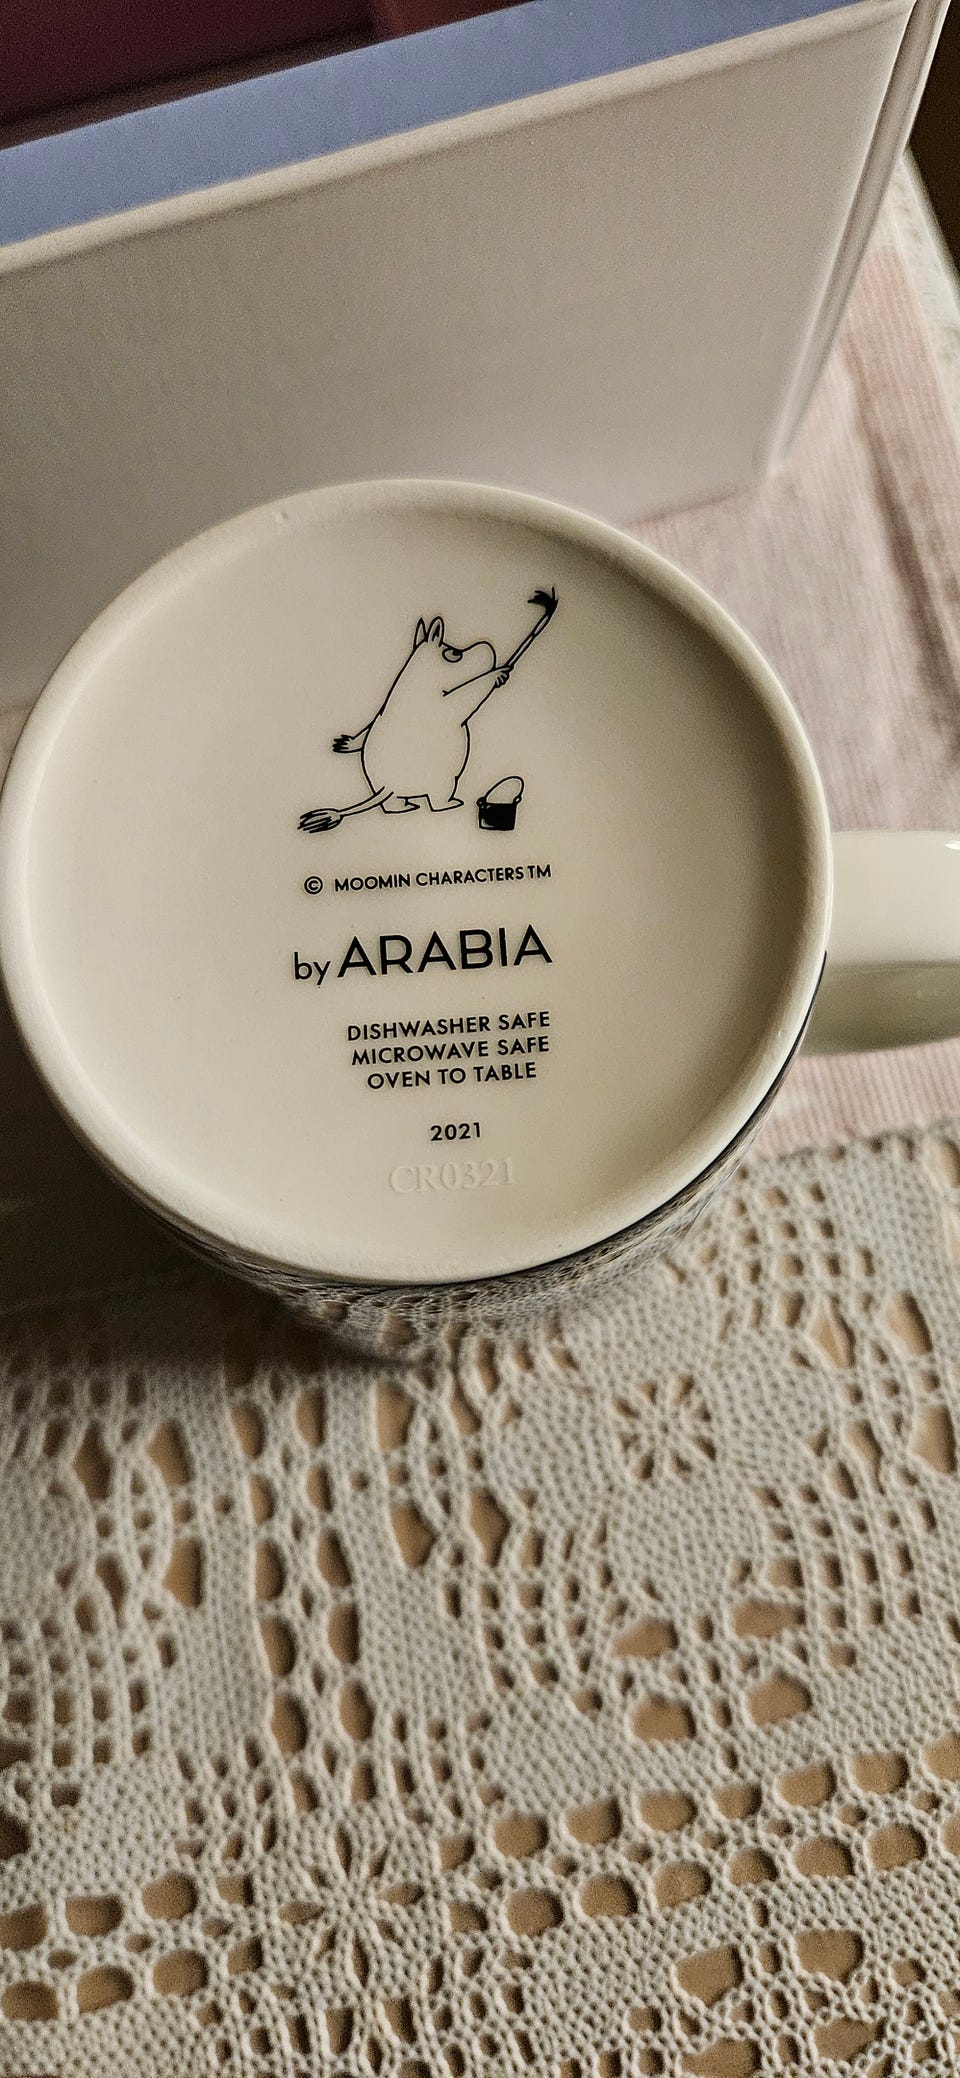 © MOOMIN CHARACTERS TM
by ARABIA
DISHWASHER SAFE
MICROWAVE SAFE
OVEN TO TABLE
2021
CR0321